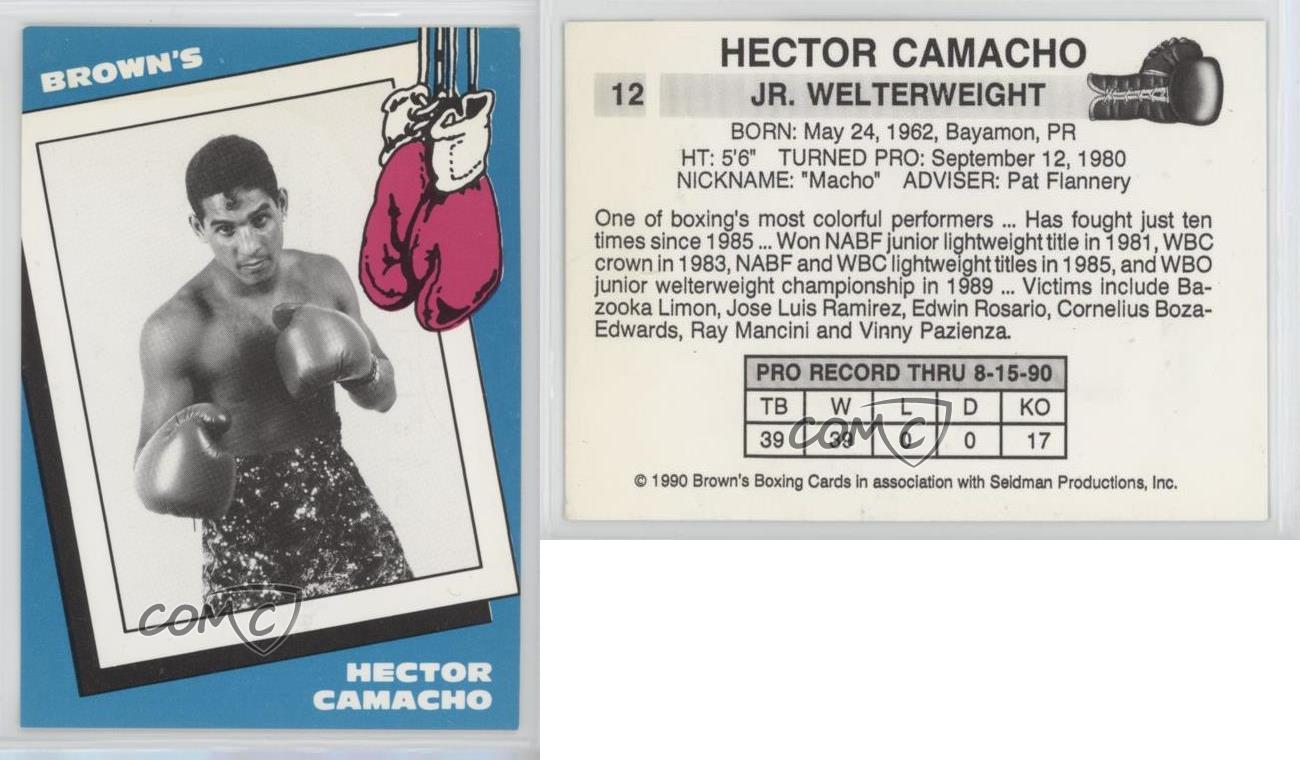 BROWN'S
HECTOR
CAMACHO
COMC
HECTOR CAMACHO
12 JR. WELTERWEIGHT
BORN: May 24, 1962, Bayamon, PR
HT: 5'6" TURNED PRO: September 12, 1980
NICKNAME: "Macho" ADVISER: Pat Flannery
One of boxing's most colorful performers ... Has fought just ten
times since 1985 ... Won NABF junior lightweight title in 1981, WBC
crown in 1983, NABF and WBC lightweight titles in 1985, and WBO
junior welterweight championship in 1989 ... Victims include Ba-
zooka Limon, Jose Luis Ramirez, Edwin Rosario, Cornelius Boza-
Edwards, Ray Mancini and Vinny Pazienza.
PRO RECORD THRU 8-15-90
TB W L D KO
39 39 0 0 17
COMC
© 1990 Brown's Boxing Cards in association with Seidman Productions, Inc.